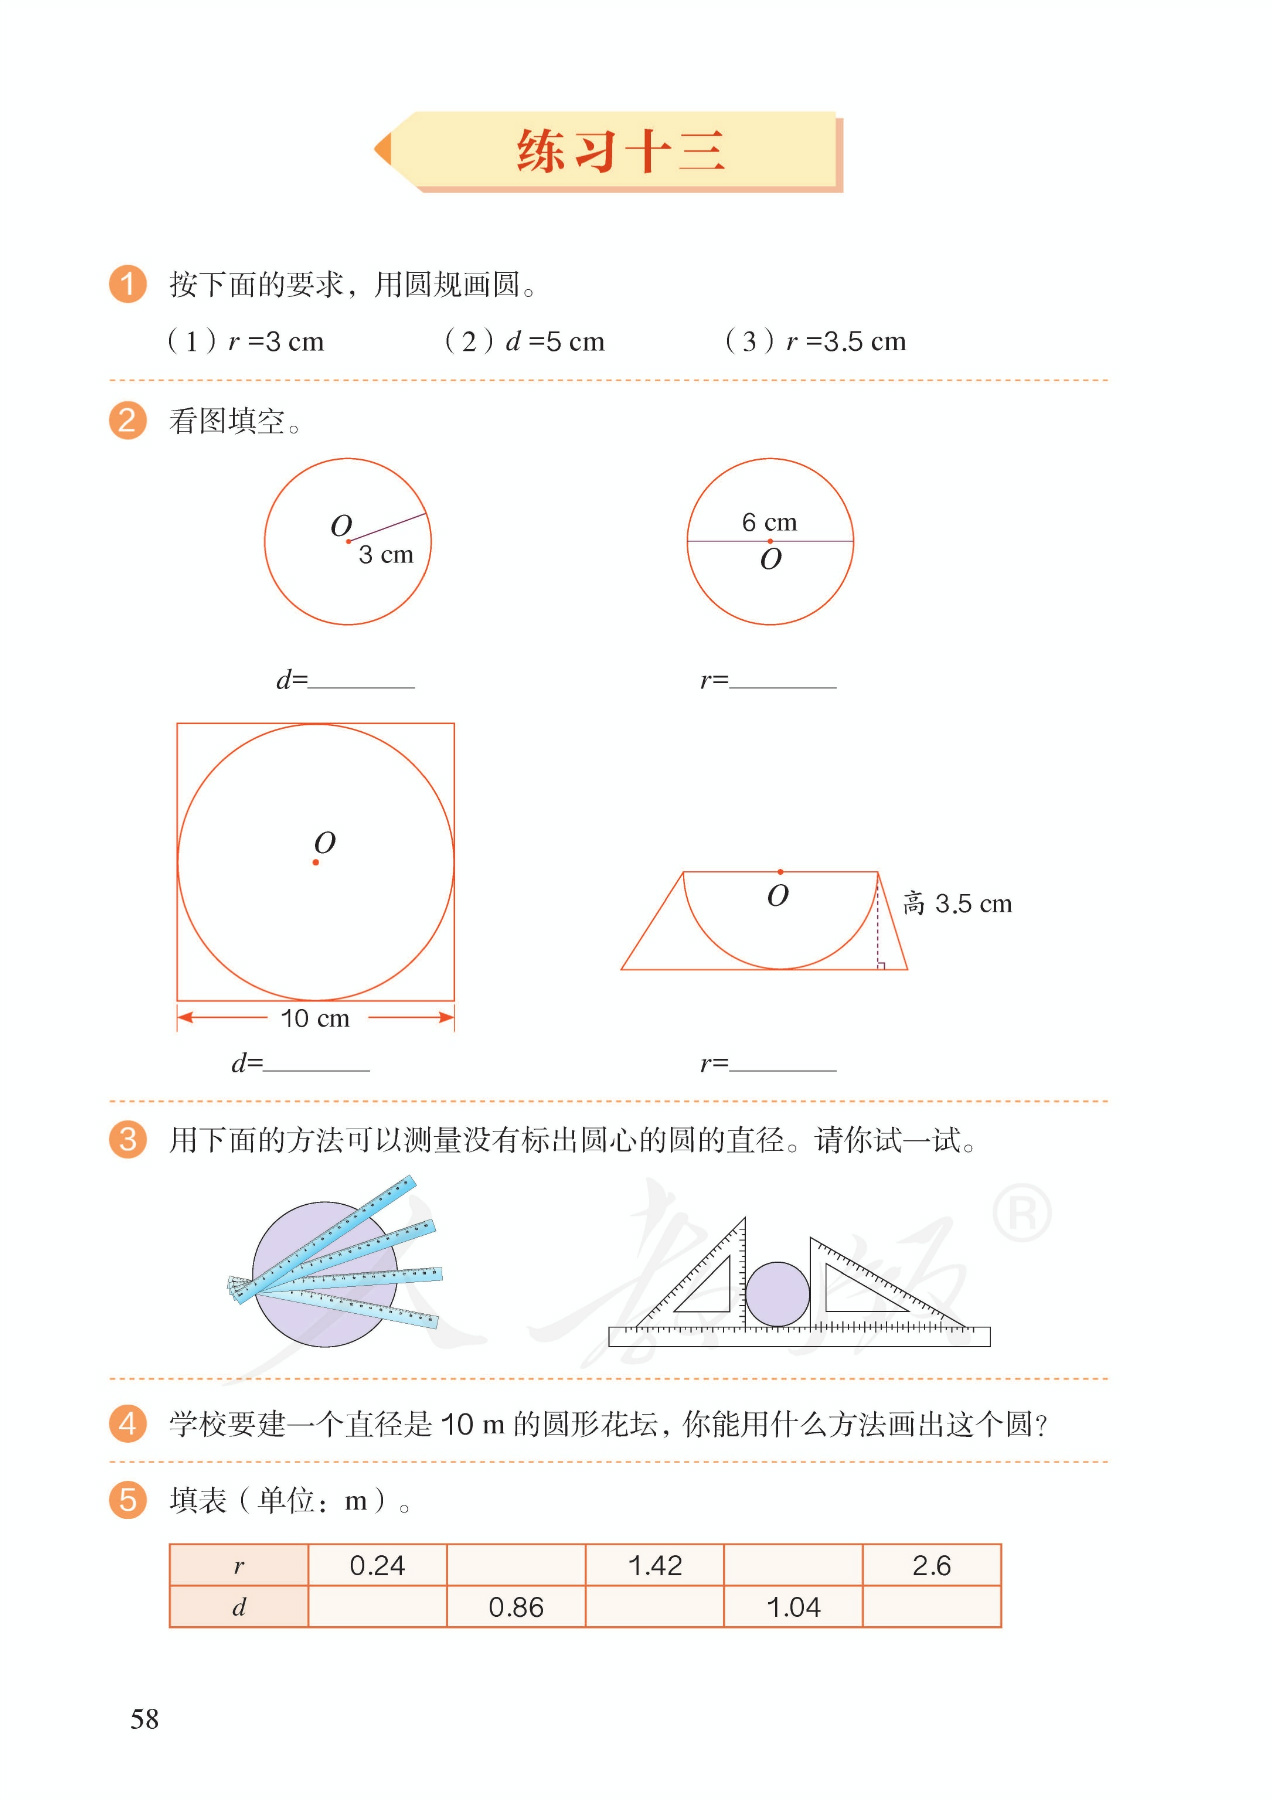 练习十三
1 按下面的要求，用圆规画圆。
（1）r =3 cm （2）d =5 cm （3）r =3.5 cm
2 看图填空。
O
3 cm
6 cm
O
d=
r=
O
10 cm
O
高 3.5 cm
d=
r=
3 用下面的方法可以测量没有标出圆心的圆的直径。请你试一试。
人教版®
4 学校要建一个直径是 10 m 的圆形花坛，你能用什么方法画出这个圆？
5 填表（单位：m）。
r 0.24 1.42 2.6
d 0.86 1.04
58